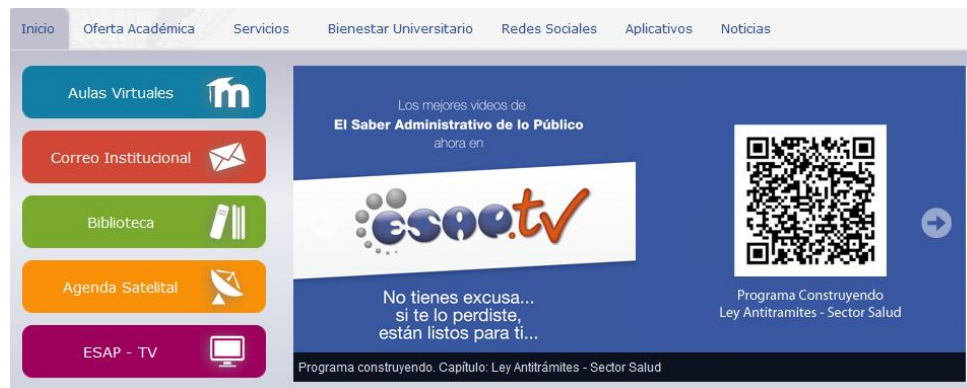 Inicio Oferta Académica Servicios Bienestar Universitario Redes Sociales Aplicativos Noticias
Aulas Virtuales
Correo Institucional
Biblioteca
Agenda Satelital
ESAP - TV
Los mejores videos de
El Saber Administrativo de lo Público
ahora en
esap.tv
No tienes excusa...
si te lo perdiste,
están listos para ti...
Programa Construyendo
Ley Antitramites - Sector Salud
Programa construyendo. Capítulo: Ley Antitrámites - Sector Salud